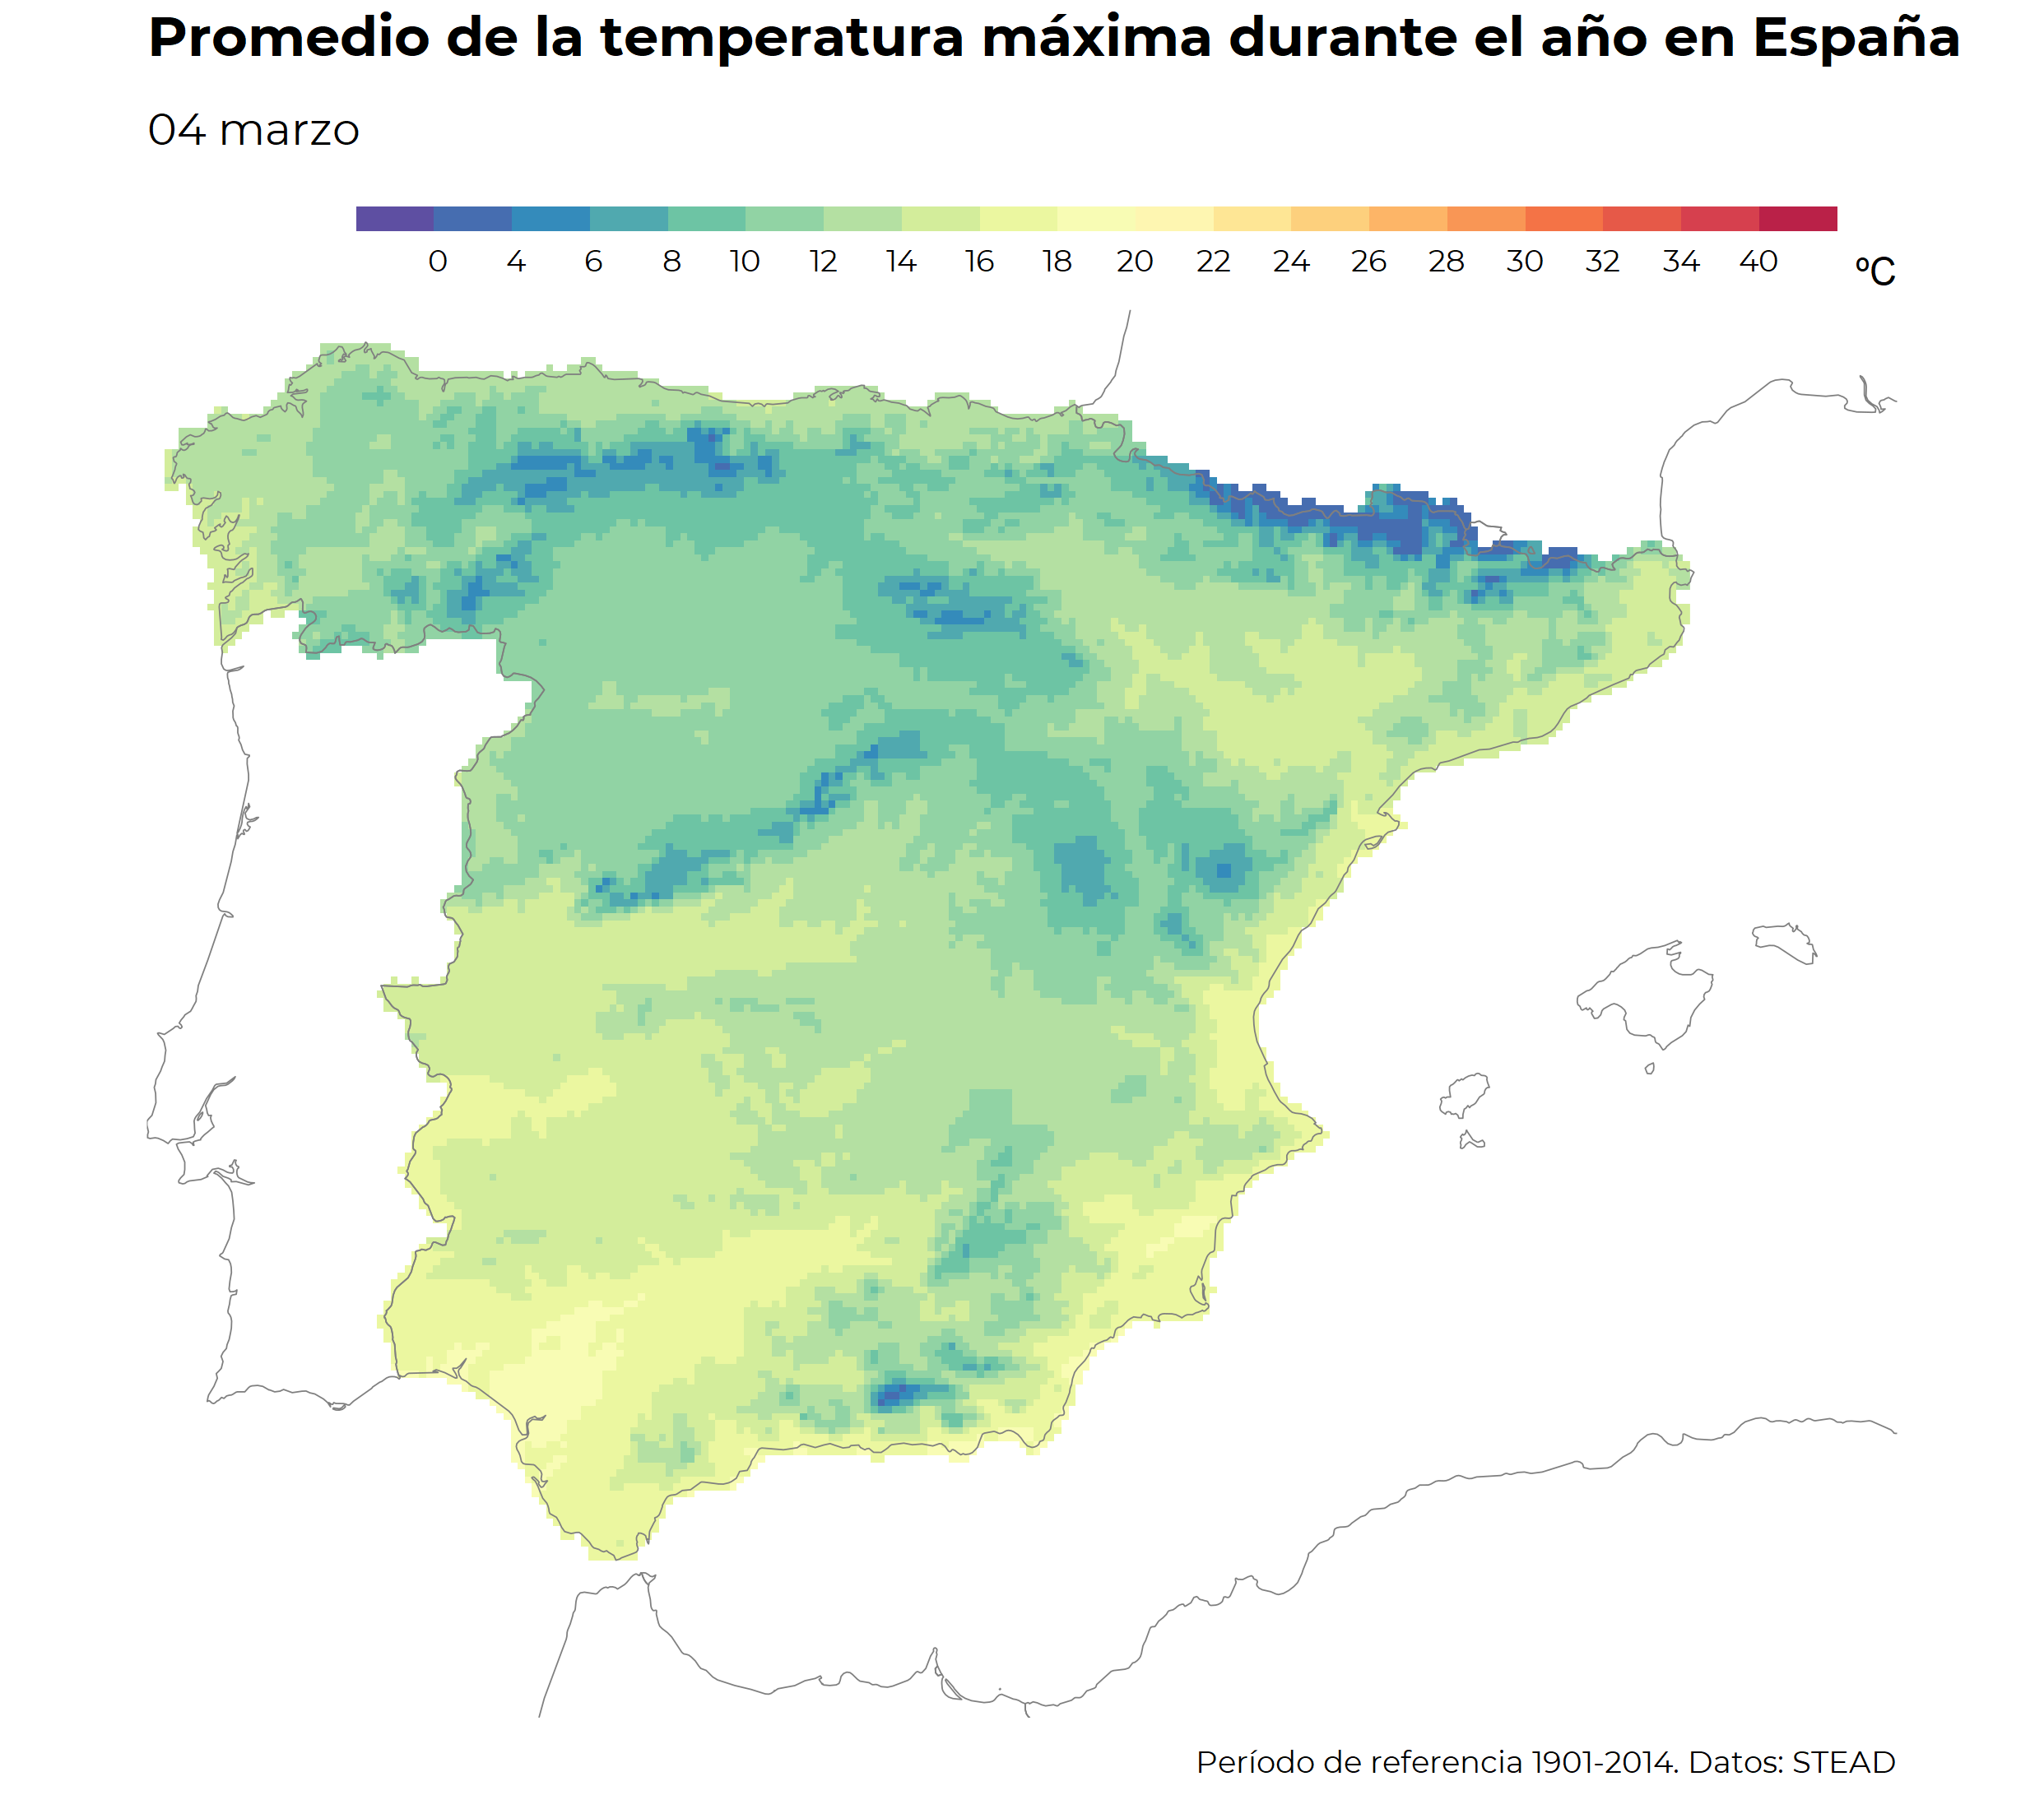 Promedio de la temperatura máxima durante el año en España
04 marzo
0 4 6 8 10 12 14 16 18 20 22 24 26 28 30 32 34 40 ºC
Período de referencia 1901-2014. Datos: STEAD